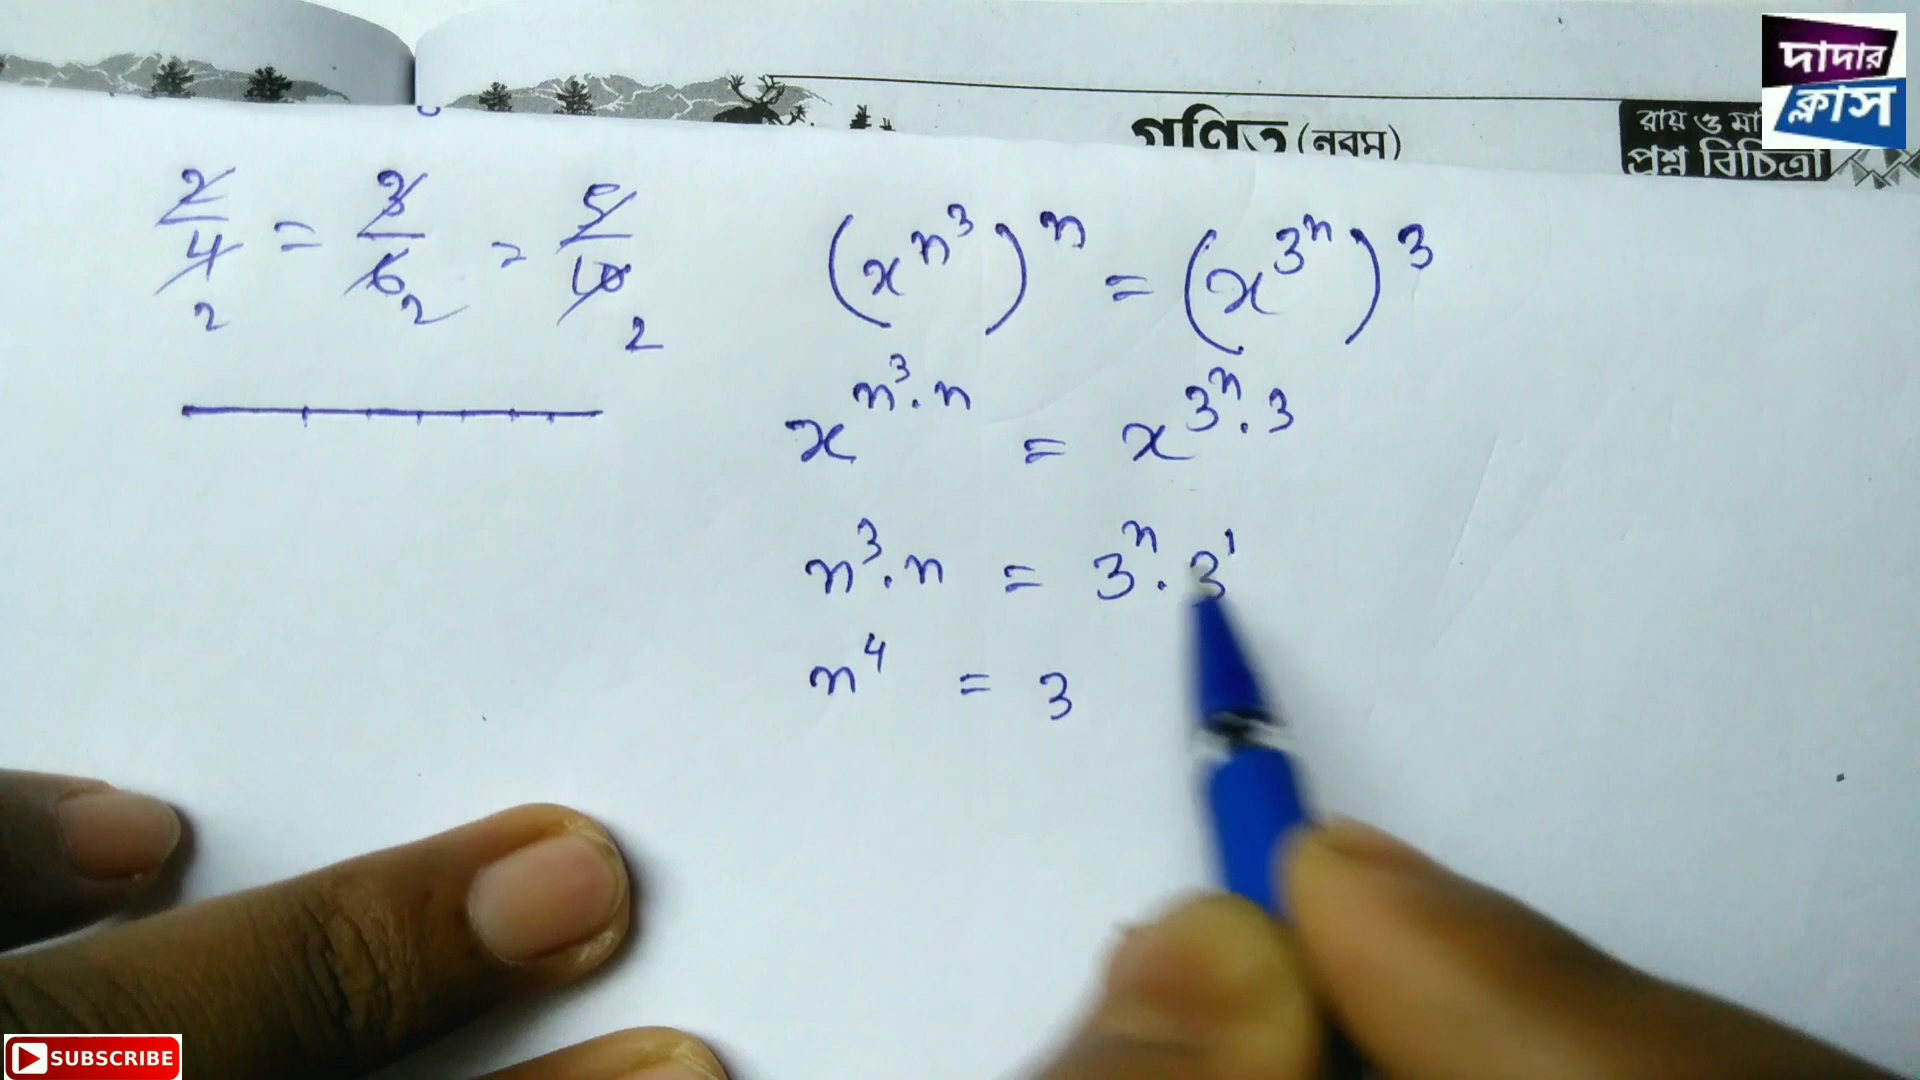 দাদার
ক্লাস
গণিত (নবম)
রায় ও মা
প্রশ্ন বিচিত্রা
2/4 = 3/6 = 5/10
2 2 2
(x^{n^3})^n = (x^{3^n})^3
x^{n^3·n} = x^{3^n·3}
n^3·n = 3^n·3^1
n^4 = 3
SUBSCRIBE